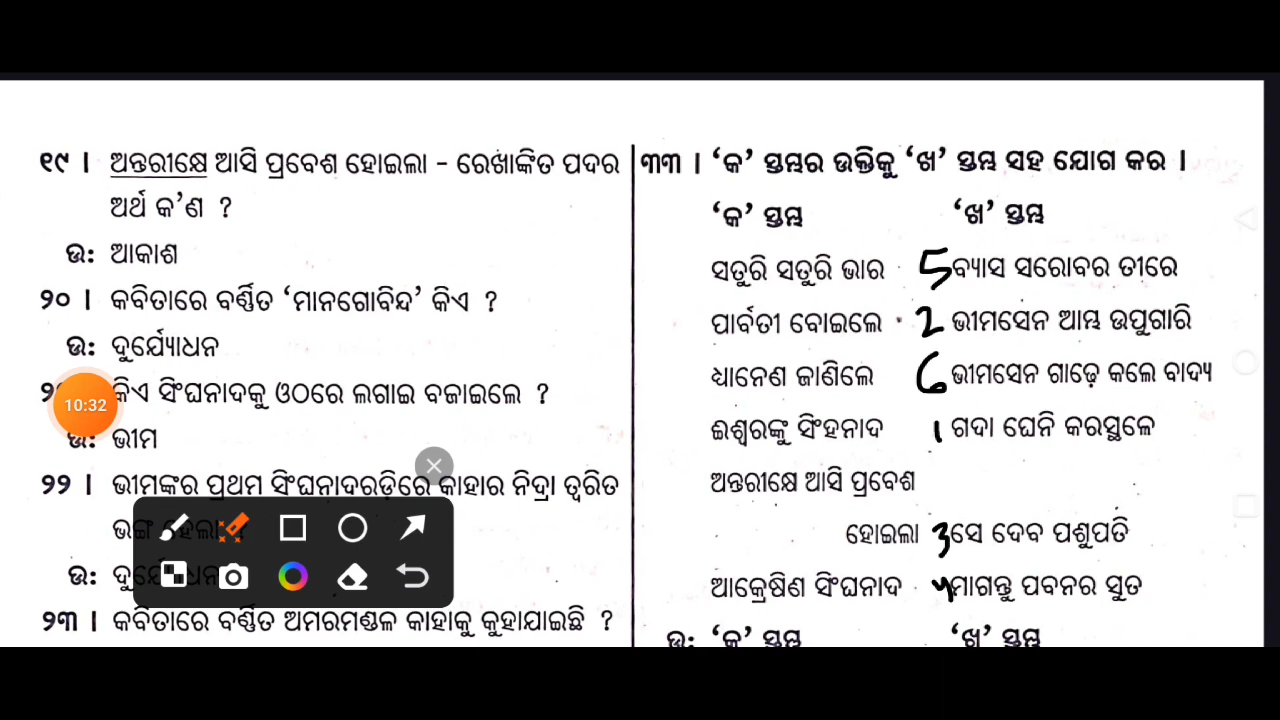 ୧୯ । ଅନ୍ତରୀକ୍ଷେ ଆସି ପ୍ରବେଶ ହୋଇଲା - ରେଖାଙ୍କିତ ପଦର
ଅର୍ଥ କ'ଣ ?
ଉ: ଆକାଶ
୨୦ । କବିତାରେ ବର୍ଣ୍ଣିତ 'ମାନଗୋବିନ୍ଦ' କିଏ ?
ଉ: ଦୁର୍ଯ୍ୟୋଧନ
କିଏ ସିଂଘନାଦକୁ ଓଠରେ ଲଗାଇ ବଜାଇଲେ ?
10:32
ଉ: ଭୀମ
୨୨ । ଭୀମଙ୍କର ପ୍ରଥମ ସିଂଘନାଦରଡ଼ିରେ କାହାର ନିଦ୍ରା ତ୍ୱରିତ
ଭଙ୍ଗ ହେଲା ?
ଉ: ଦୁର୍ଯ୍ୟୋଧନ
୨୩ । କବିତାରେ ବର୍ଣ୍ଣିତ ଅମରମଣ୍ଡଳ କାହାକୁ କୁହାଯାଇଛି ?
୩୩ । 'କ' ସ୍ତମ୍ଭର ଉକ୍ତିକୁ 'ଖ' ସ୍ତମ୍ଭ ସହ ଯୋଗ କର ।
'କ' ସ୍ତମ୍ଭ 'ଖ' ସ୍ତମ୍ଭ
ସତୁରି ସତୁରି ଭାର 5 ବ୍ୟାସ ସରୋବର ତୀରେ
ପାର୍ବତୀ ବୋଇଲେ 2 ଭୀମସେନ ଆମ୍ଭ ଉପୁଗାରି
ଧ୍ୟାନେଣ ଜାଣିଲେ 6 ଭୀମସେନ ଗାଢ଼େ କଲେ ବାଦ୍ୟ
ଈଶ୍ୱରଙ୍କୁ ସିଂହନାଦ 1 ଗଦା ଘେନି କରସ୍ଥଳେ
ଅନ୍ତରୀକ୍ଷେ ଆସି ପ୍ରବେଶ
ହୋଇଲା 3 ସେ ଦେବ ପଶୁପତି
ଆକ୍ରେଷିଣ ସିଂଘନାଦ 4 ମାଗନ୍ତୁ ପବନର ସୁତ
ଉ: 'କ' ସ୍ତମ୍ଭ 'ଖ' ସ୍ତମ୍ଭ